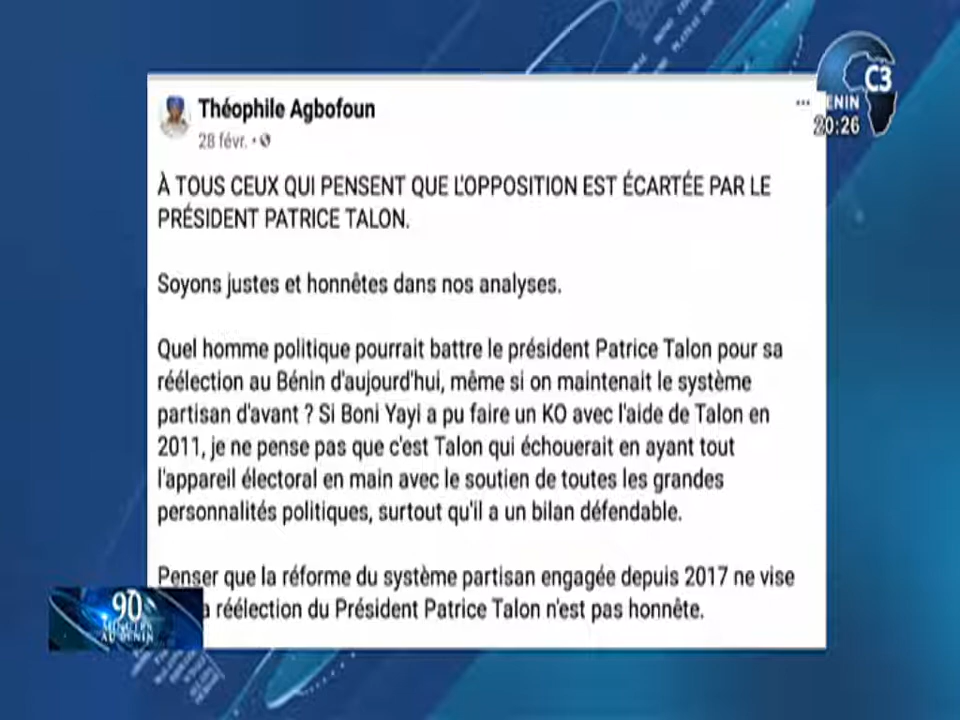 C3
ENIN
20:26
Théophile Agbofoun
...
28 févr. •
À TOUS CEUX QUI PENSENT QUE L'OPPOSITION EST ÉCARTÉE PAR LE
PRÉSIDENT PATRICE TALON.
Soyons justes et honnêtes dans nos analyses.
Quel homme politique pourrait battre le président Patrice Talon pour sa
réélection au Bénin d'aujourd'hui, même si on maintenait le système
partisan d'avant ? Si Boni Yayi a pu faire un KO avec l'aide de Talon en
2011, je ne pense pas que c'est Talon qui échouerait en ayant tout
l'appareil électoral en main avec le soutien de toutes les grandes
personnalités politiques, surtout qu'il a un bilan défendable.
Penser que la réforme du système partisan engagée depuis 2017 ne vise
a réélection du Président Patrice Talon n'est pas honnête.
90
MINUTES
AU BENIN